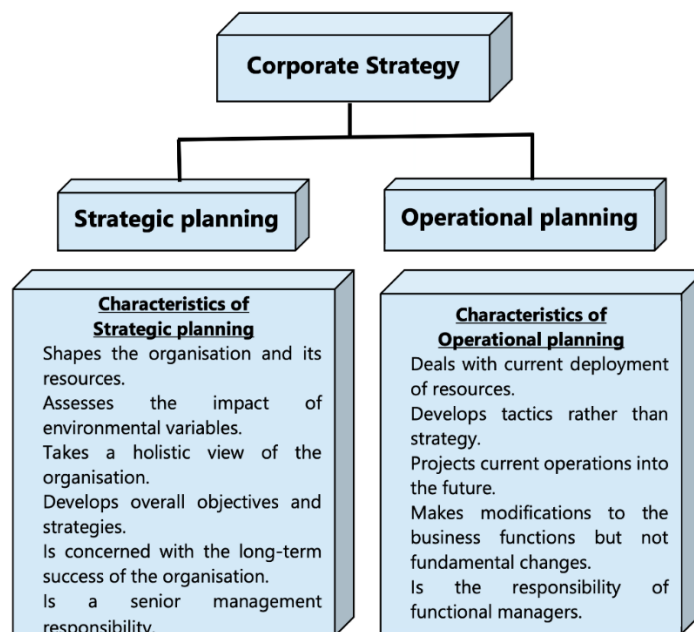 Corporate Strategy
Strategic planning
Operational planning
Characteristics of
Strategic planning
Shapes the organisation and its
resources.
Assesses the impact of
environmental variables.
Takes a holistic view of the
organisation.
Develops overall objectives and
strategies.
Is concerned with the long-term
success of the organisation.
Is a senior management
responsibility.
Characteristics of
Operational planning
Deals with current deployment
of resources.
Develops tactics rather than
strategy.
Projects current operations into
the future.
Makes modifications to the
business functions but not
fundamental changes.
Is the responsibility of
functional managers.